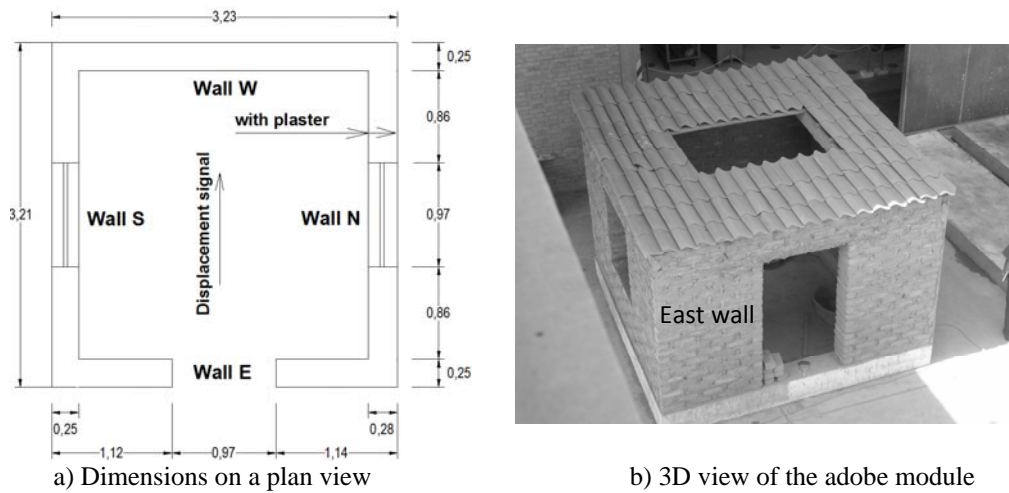 3,23
0,25
Wall W
with plaster
0,86
Displacement signal
3,21
Wall S
Wall N
0,97
East wall
0,86
Wall E
0,25
0,25
0,28
1,12
0,97
1,14
a) Dimensions on a plan view
b) 3D view of the adobe module